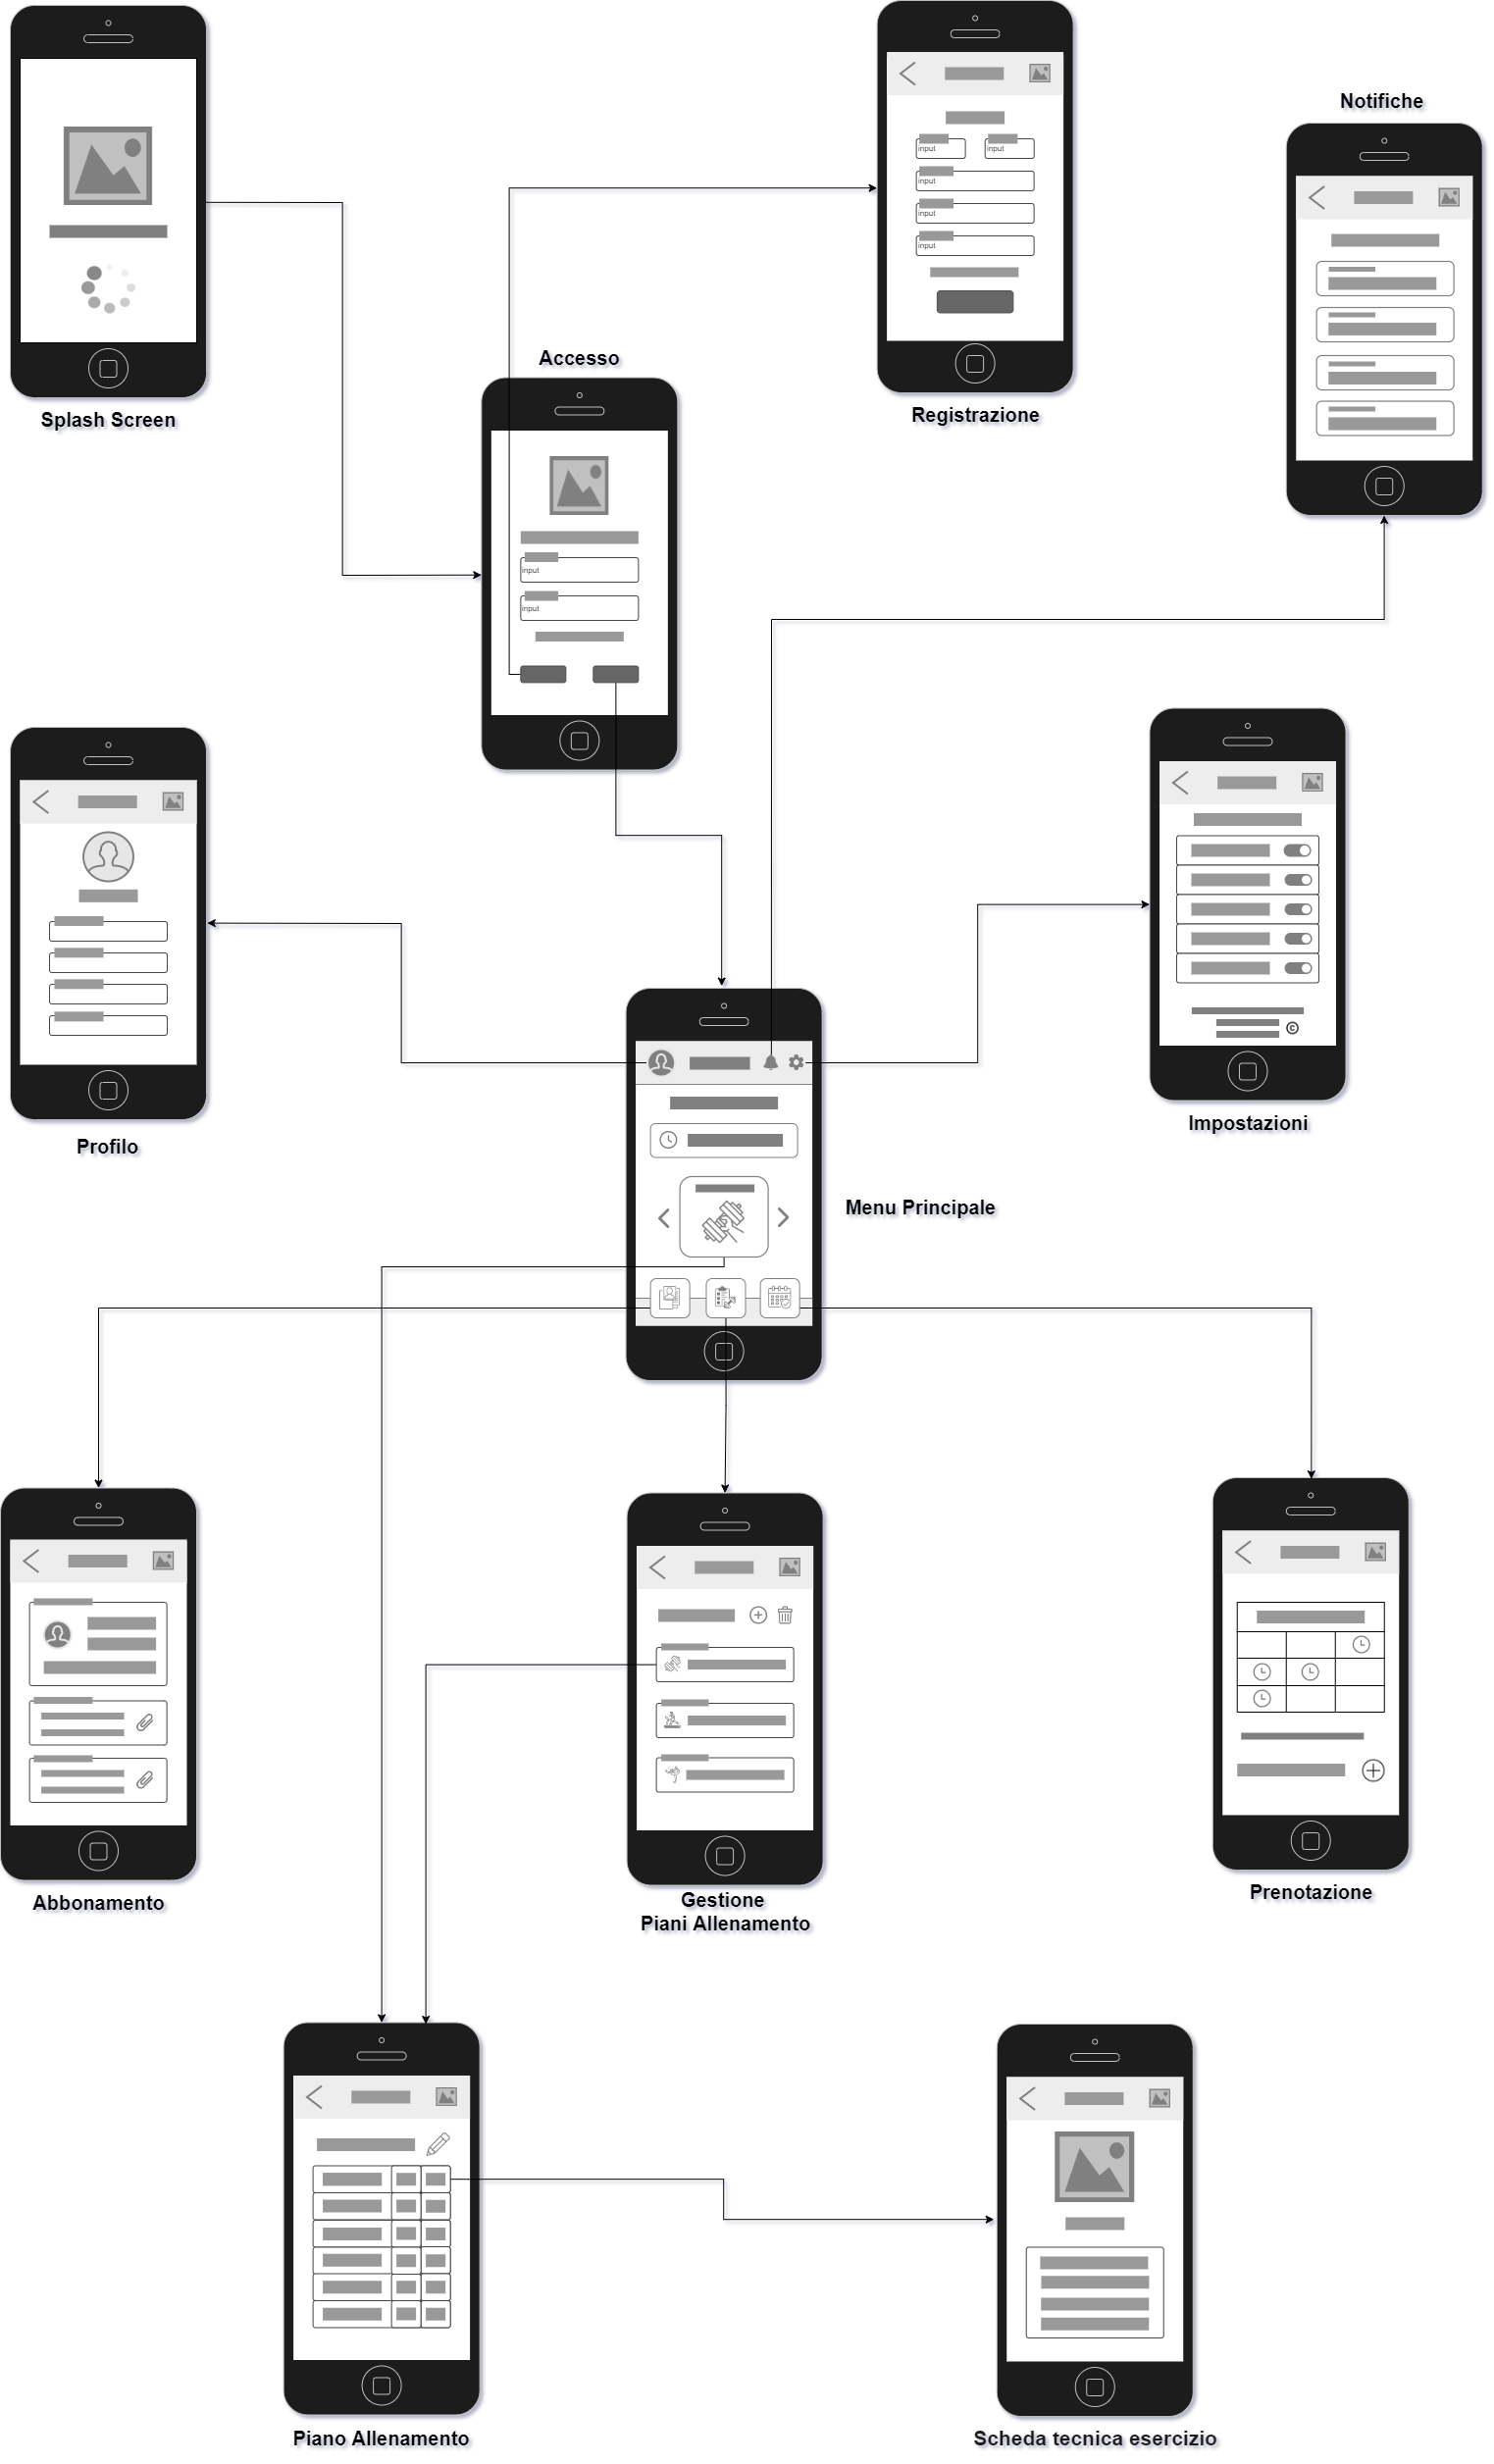 Notifiche
input
input
input
input
input
Accesso
Splash Screen
Registrazione
input
input
Profilo
Impostazioni
©
Menu Principale
Abbonamento
Gestione
Piani Allenamento
Prenotazione
Piano Allenamento
Scheda tecnica esercizio